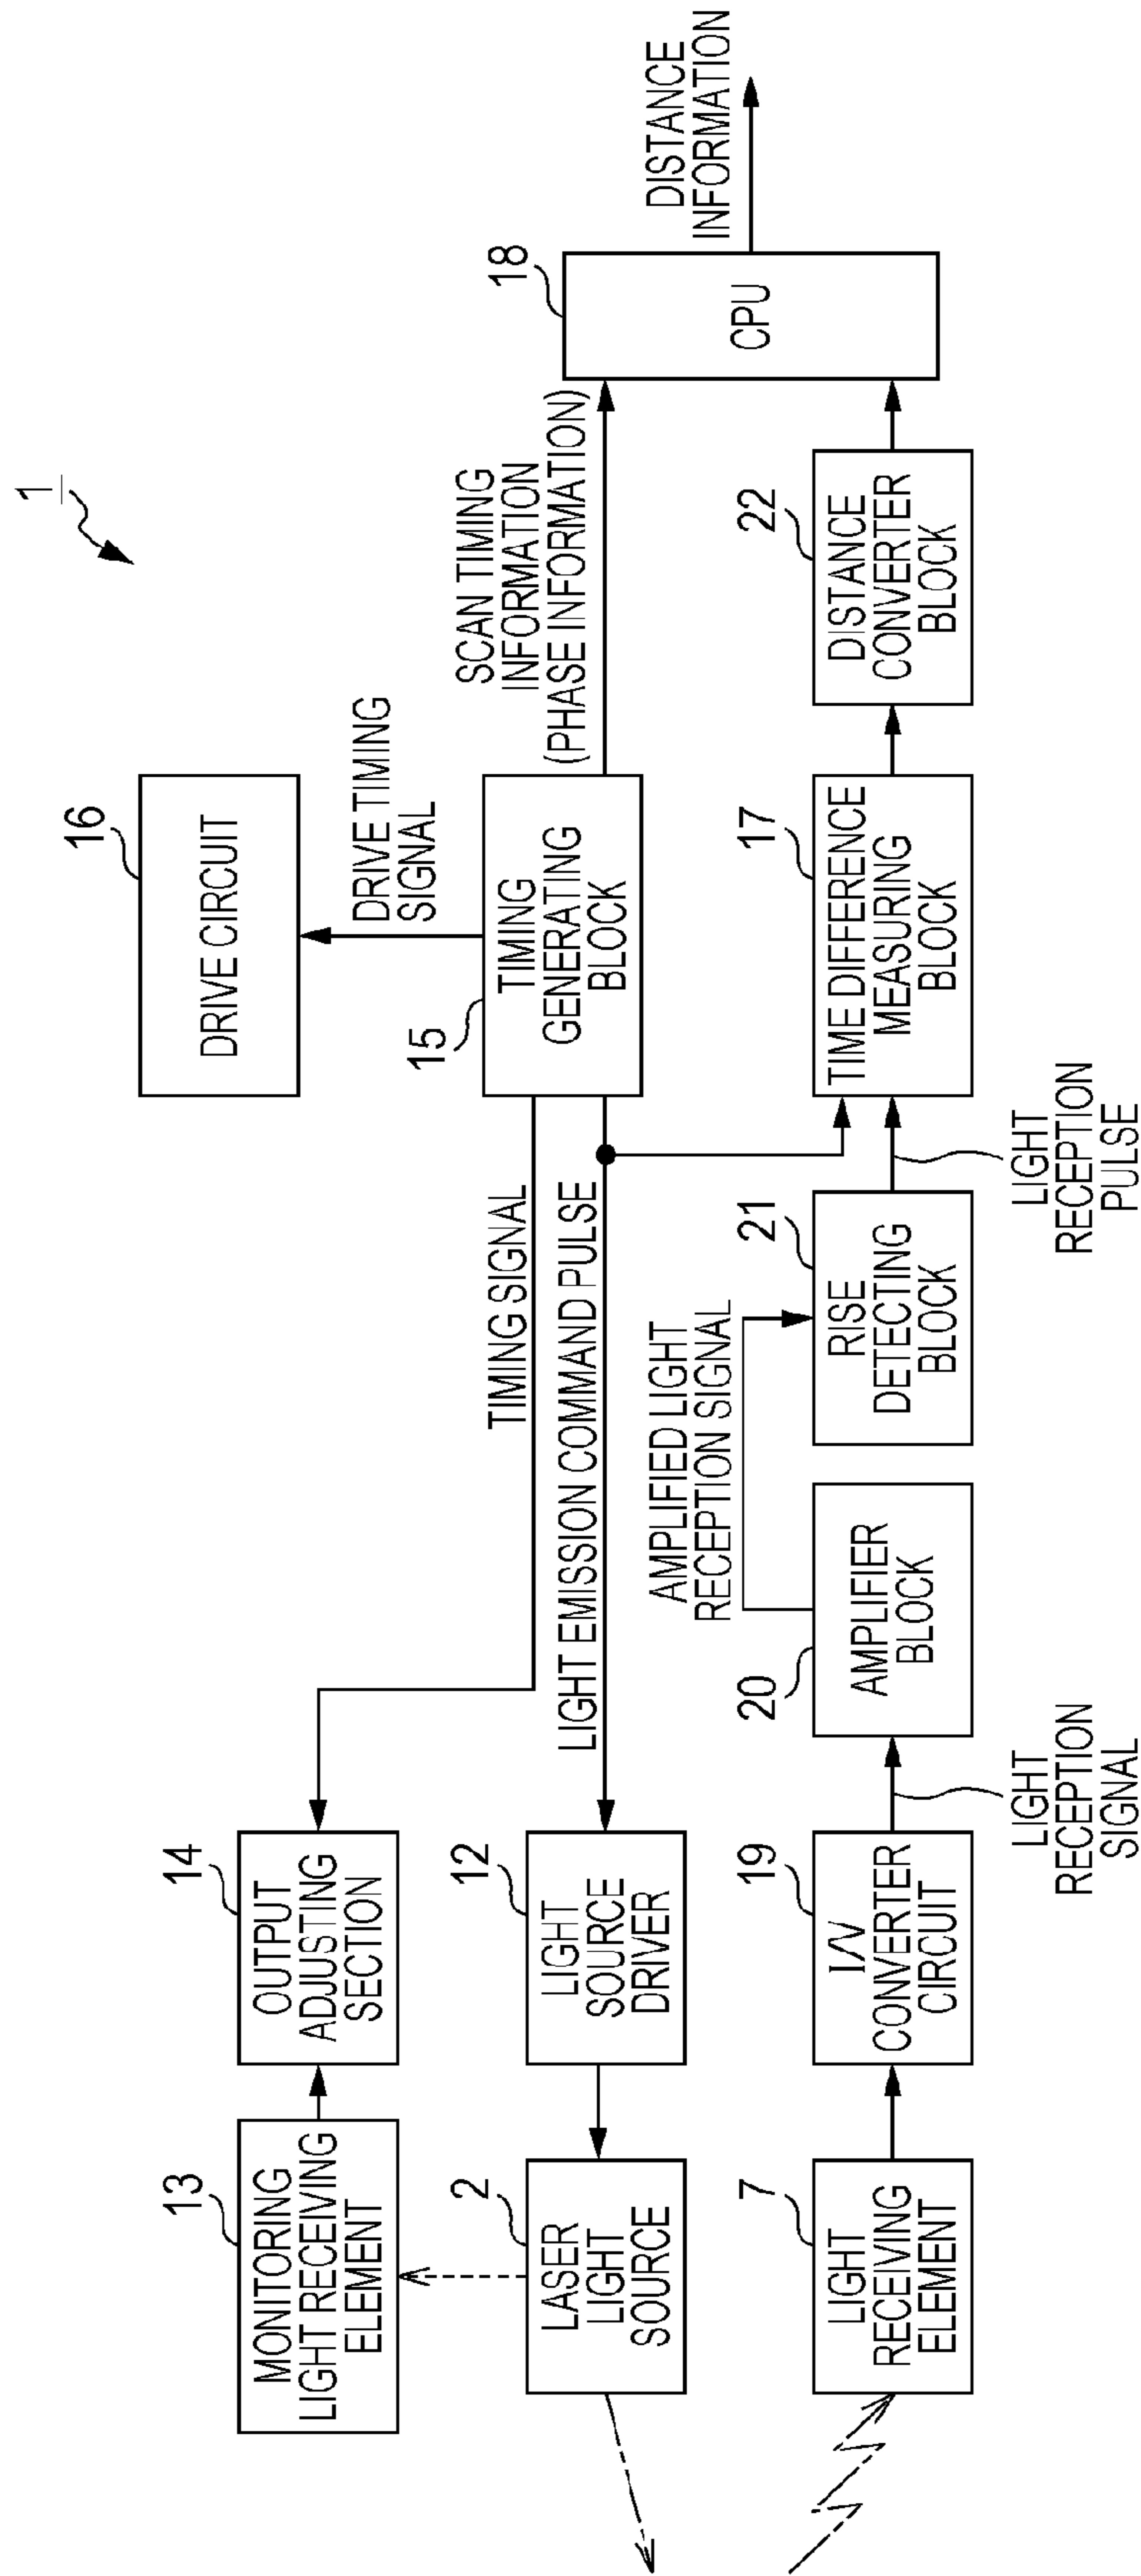 1
13
MONITORING
LIGHT RECEIVING
ELEMENT
14
OUTPUT
ADJUSTING
SECTION
TIMING SIGNAL
16
DRIVE CIRCUIT
DRIVE TIMING
SIGNAL
2
LASER
LIGHT
SOURCE
12
LIGHT
SOURCE
DRIVER
LIGHT EMISSION COMMAND PULSE
15
TIMING
GENERATING
BLOCK
SCAN TIMING
INFORMATION
(PHASE INFORMATION)
18
CPU
DISTANCE
INFORMATION
7
LIGHT
RECEIVING
ELEMENT
19
I/V
CONVERTER
CIRCUIT
LIGHT
RECEPTION
SIGNAL
20
AMPLIFIER
BLOCK
AMPLIFIED LIGHT
RECEPTION SIGNAL
21
RISE
DETECTING
BLOCK
LIGHT
RECEPTION
PULSE
17
TIME DIFFERENCE
MEASURING
BLOCK
22
DISTANCE
CONVERTER
BLOCK